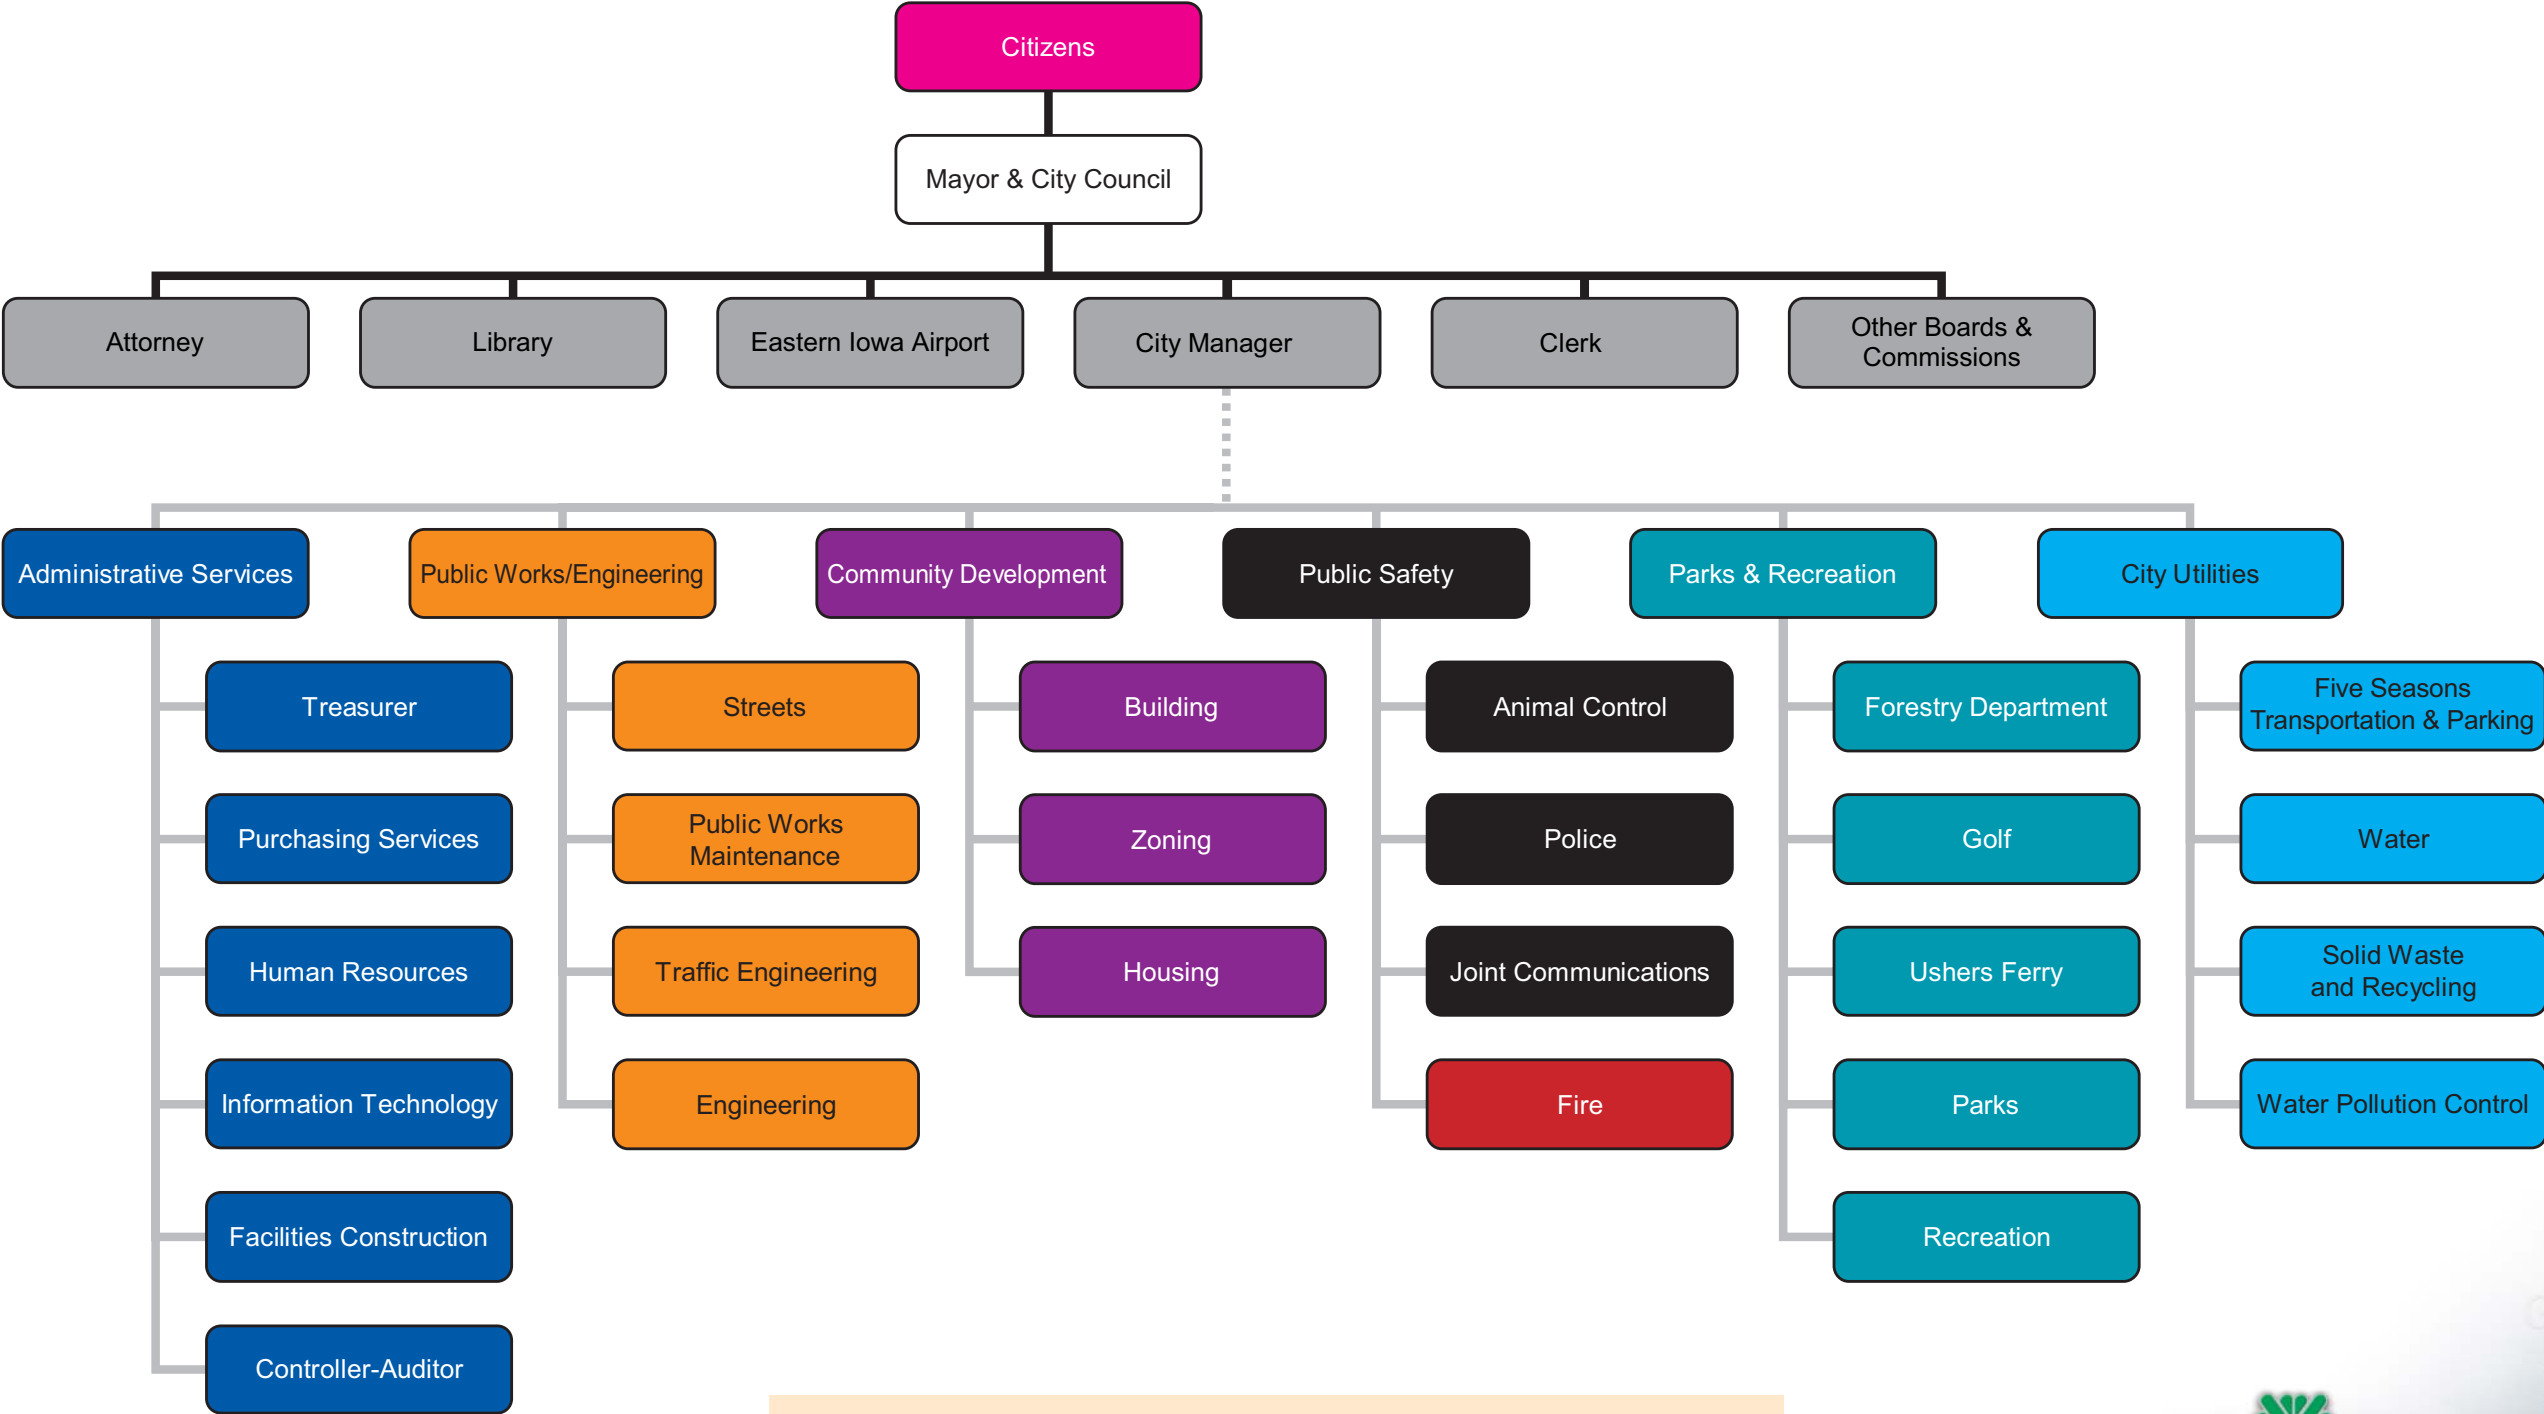 Citizens
Mayor & City Council
Attorney
Library
Eastern Iowa Airport
City Manager
Clerk
Other Boards &
Commissions
Administrative Services
Public Works/Engineering
Community Development
Public Safety
Parks & Recreation
City Utilities
Treasurer
Purchasing Services
Human Resources
Information Technology
Facilities Construction
Controller-Auditor
Streets
Public Works
Maintenance
Traffic Engineering
Engineering
Building
Zoning
Housing
Animal Control
Police
Joint Communications
Fire
Forestry Department
Golf
Ushers Ferry
Parks
Recreation
Five Seasons
Transportation & Parking
Water
Solid Waste
and Recycling
Water Pollution Control